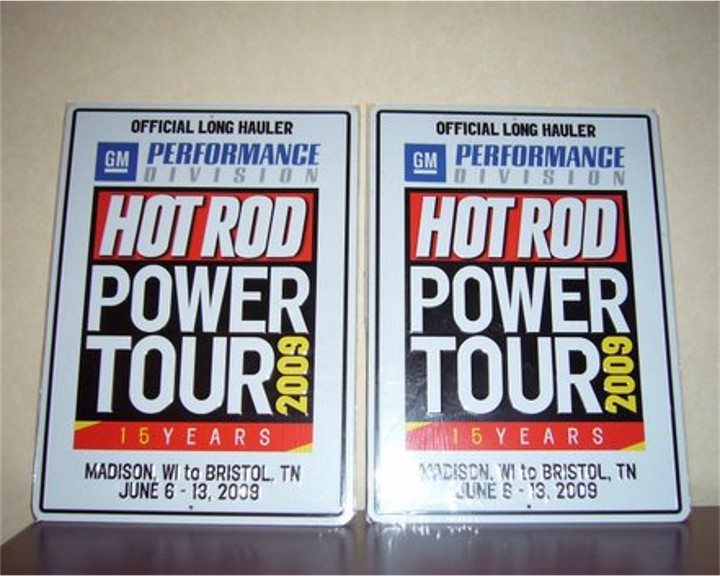 OFFICIAL LONG HAULER
GM PERFORMANCE
DIVISION
HOT ROD
POWER
TOUR 2009
15 YEARS
MADISON, WI to BRISTOL, TN
JUNE 6 - 13, 2009
OFFICIAL LONG HAULER
GM PERFORMANCE
DIVISION
HOT ROD
POWER
TOUR 2009
15 YEARS
MADISON, WI to BRISTOL, TN
JUNE 6 - 13, 2009